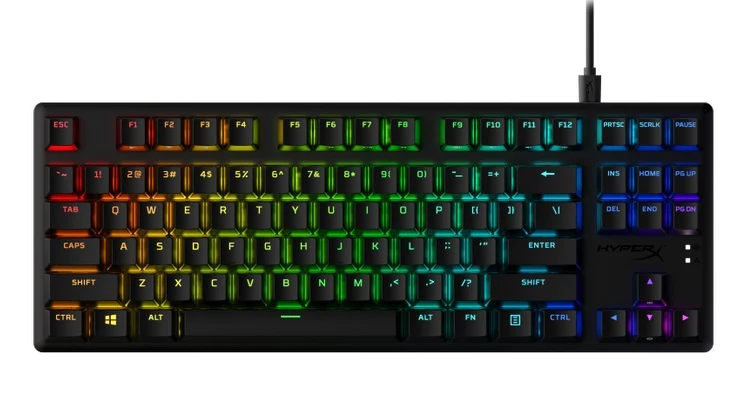 ESC F1 F2 F3 F4 F5 F6 F7 F8 F9 F10 F11 F12 PRTSC SCRLK PAUSE
`~ 1! 2@ 3# 4$ 5% 6^ 7& 8* 9( 0) -_ =+ INS HOME PG UP
TAB Q W E R T Y U I O P [{ ]} \| DEL END PG DN
CAPS A S D F G H J K L ;: '" ENTER HYPERX
SHIFT Z X C V B N M ,< .> /? SHIFT
CTRL ALT ALT FN CTRL